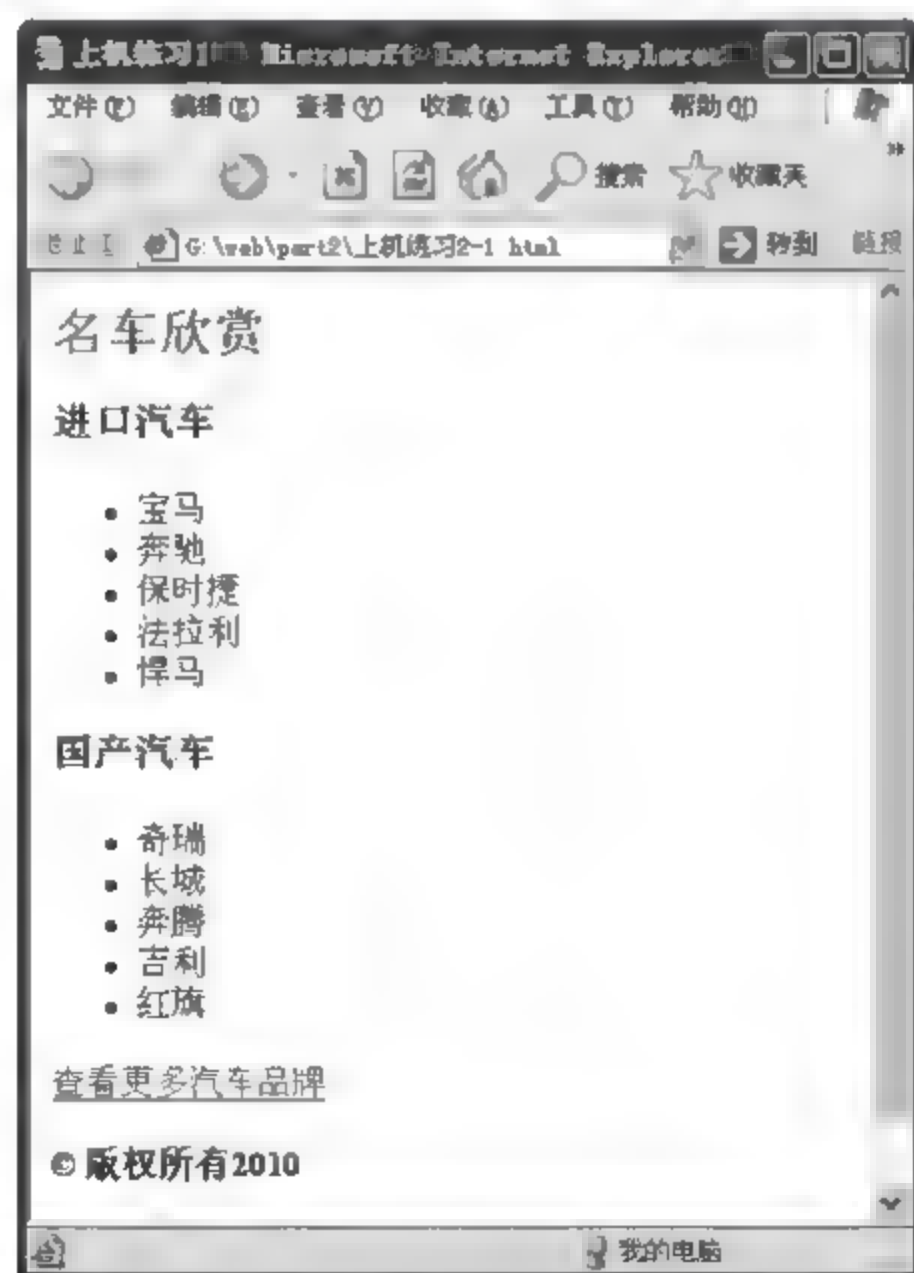 上机练习1 Microsoft Internet Explorer
文件(F) 编辑(E) 查看(V) 收藏(A) 工具(T) 帮助(H)
搜索 收藏夹
G:\web\part2\上机练习2-1 html 转到 链接
名车欣赏
进口汽车
宝马
奔驰
保时捷
法拉利
悍马
国产汽车
奇瑞
长城
奔腾
吉利
红旗
查看更多汽车品牌
© 版权所有2010
我的电脑